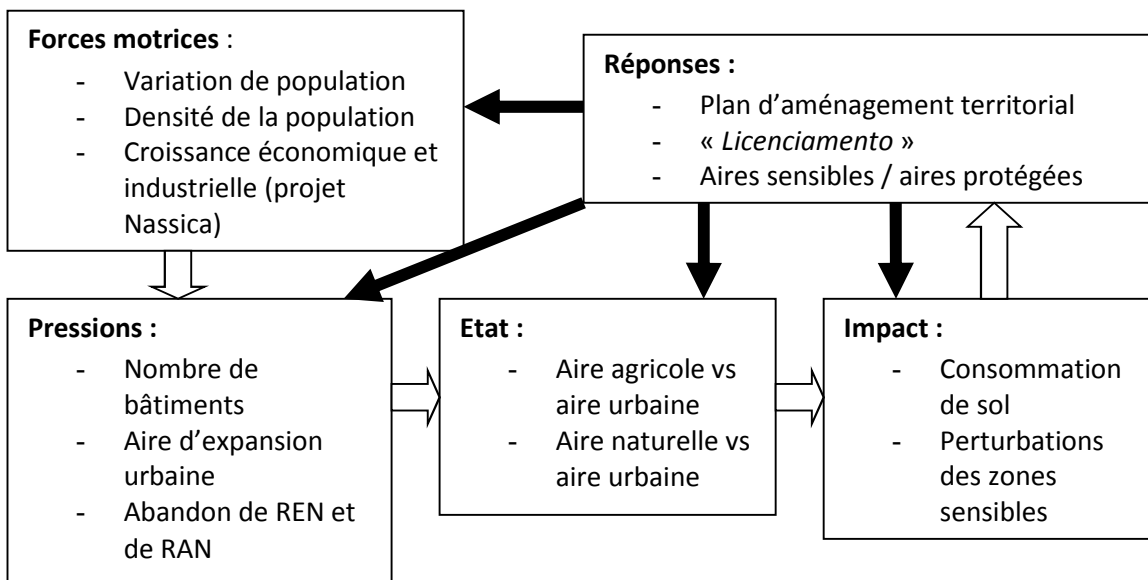 Forces motrices :
- Variation de population
- Densité de la population
- Croissance économique et
industrielle (projet
Nassica)
Réponses :
- Plan d’aménagement territorial
- « Licenciamento »
- Aires sensibles / aires protégées
Pressions :
- Nombre de
bâtiments
- Aire d’expansion
urbaine
- Abandon de REN et
de RAN
Etat :
- Aire agricole vs
aire urbaine
- Aire naturelle vs
aire urbaine
Impact :
- Consommation
de sol
- Perturbations
des zones
sensibles